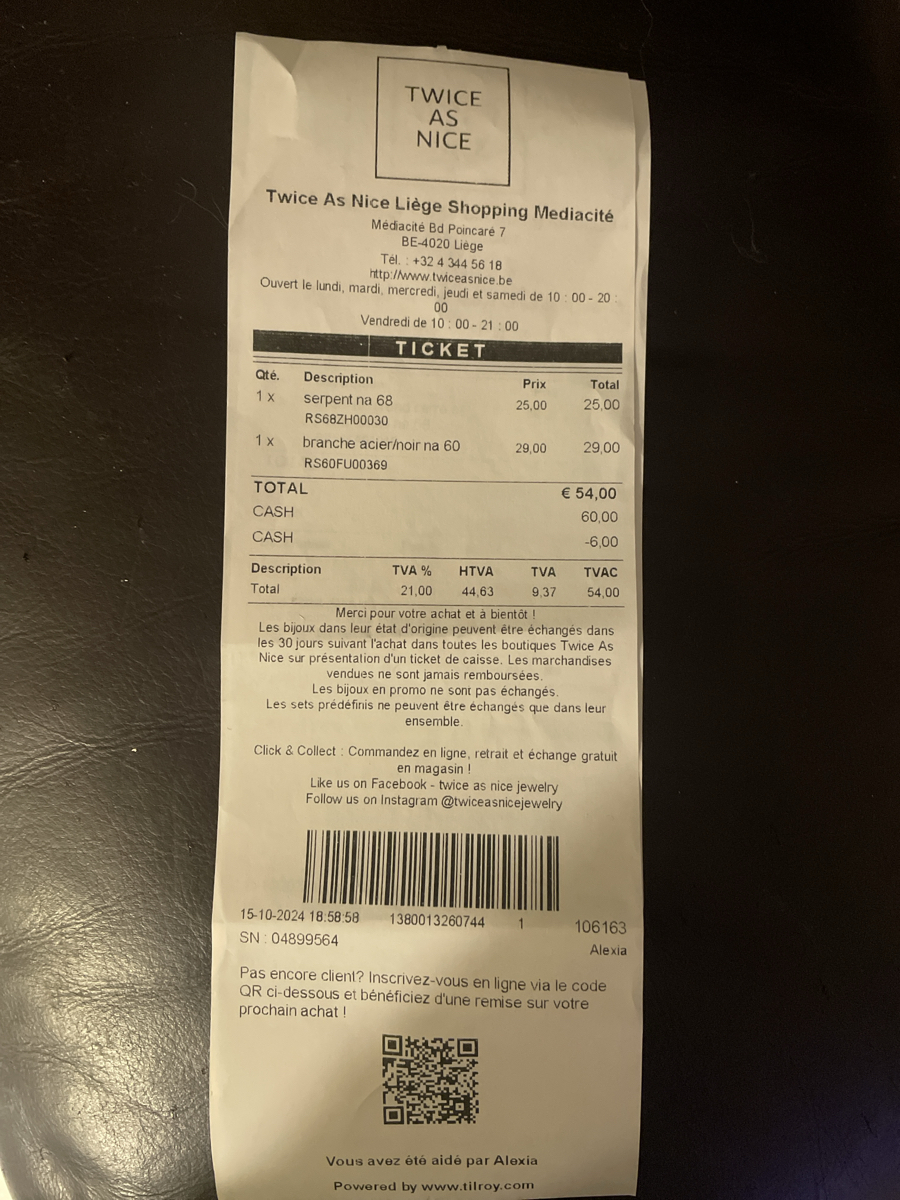 TWICE
AS
NICE
Twice As Nice Liège Shopping Mediacité
Médiacité Bd Poincaré 7
BE-4020 Liège
Tél. : +32 4 344 56 18
http://www.twiceasnice.be
Ouvert le lundi, mardi, mercredi, jeudi et samedi de 10 : 00 - 20 :
00
Vendredi de 10 : 00 - 21 : 00
TICKET
Qté. Description Prix Total
1 x serpent na 68 25,00 25,00
RS68ZH00030
1 x branche acier/noir na 60 29,00 29,00
RS60FU00369
TOTAL € 54,00
CASH 60,00
CASH -6,00
Description TVA % HTVA TVA TVAC
Total 21,00 44,63 9,37 54,00
Merci pour votre achat et à bientôt !
Les bijoux dans leur état d'origine peuvent être échangés dans
les 30 jours suivant l'achat dans toutes les boutiques Twice As
Nice sur présentation d'un ticket de caisse. Les marchandises
vendues ne sont jamais remboursées.
Les bijoux en promo ne sont pas échangés.
Les sets prédéfinis ne peuvent être échangés que dans leur
ensemble.
Click & Collect : Commandez en ligne, retrait et échange gratuit
en magasin !
Like us on Facebook - twice as nice jewelry
Follow us on Instagram @twiceasnicejewelry
15-10-2024 18:58:58 1380013260744 1 106163
SN : 04899564 Alexia
Pas encore client? Inscrivez-vous en ligne via le code
QR ci-dessous et bénéficiez d'une remise sur votre
prochain achat !
Vous avez été aidé par Alexia
Powered by www.tilroy.com